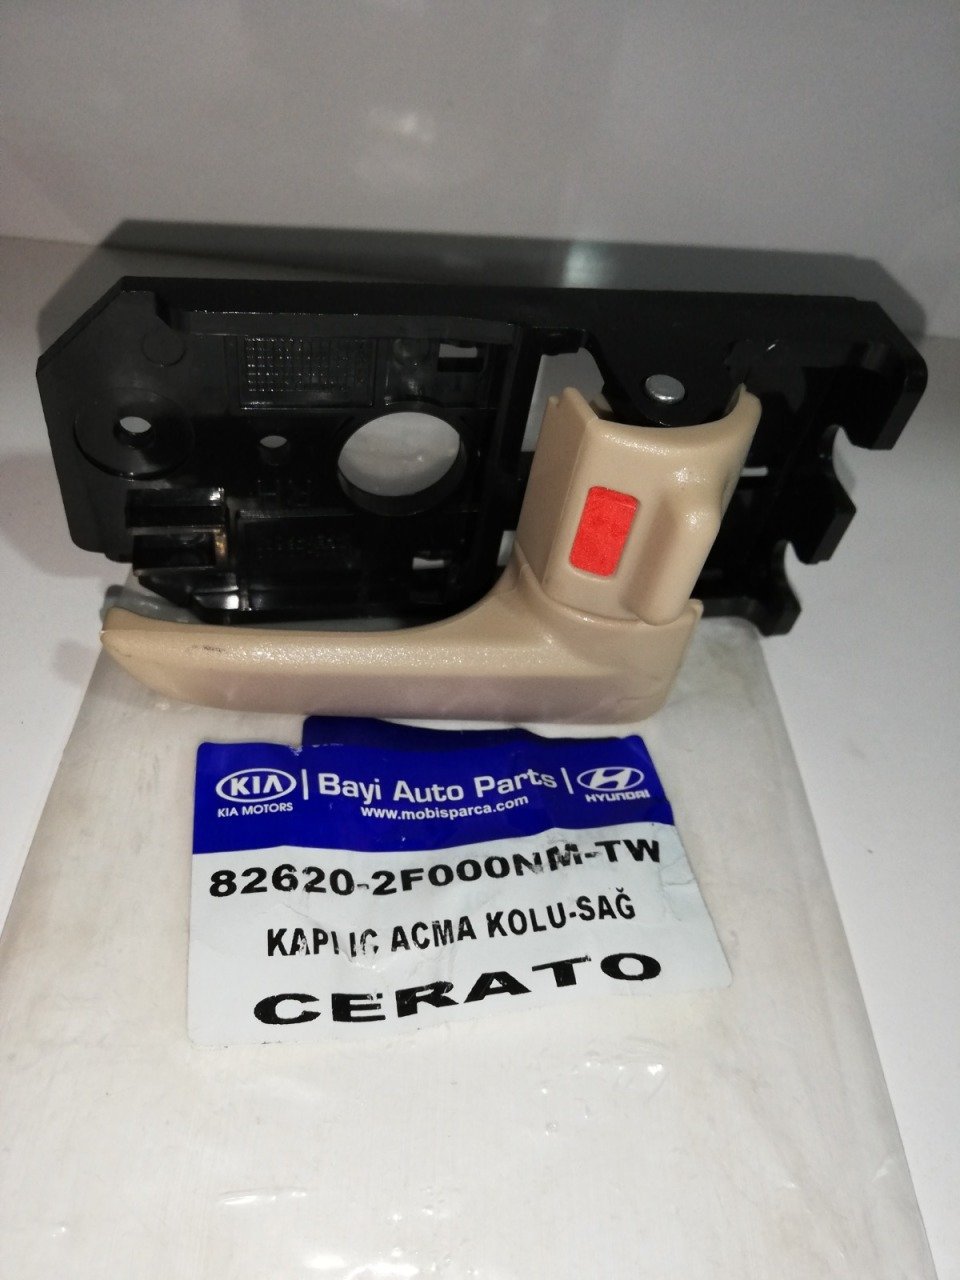 KIA
KIA MOTORS
Bayi Auto Parts
www.mobisparca.com
HYUNDAI
82620-2F000NM-TW
KAPI IC ACMA KOLU-SAĞ
CERATO